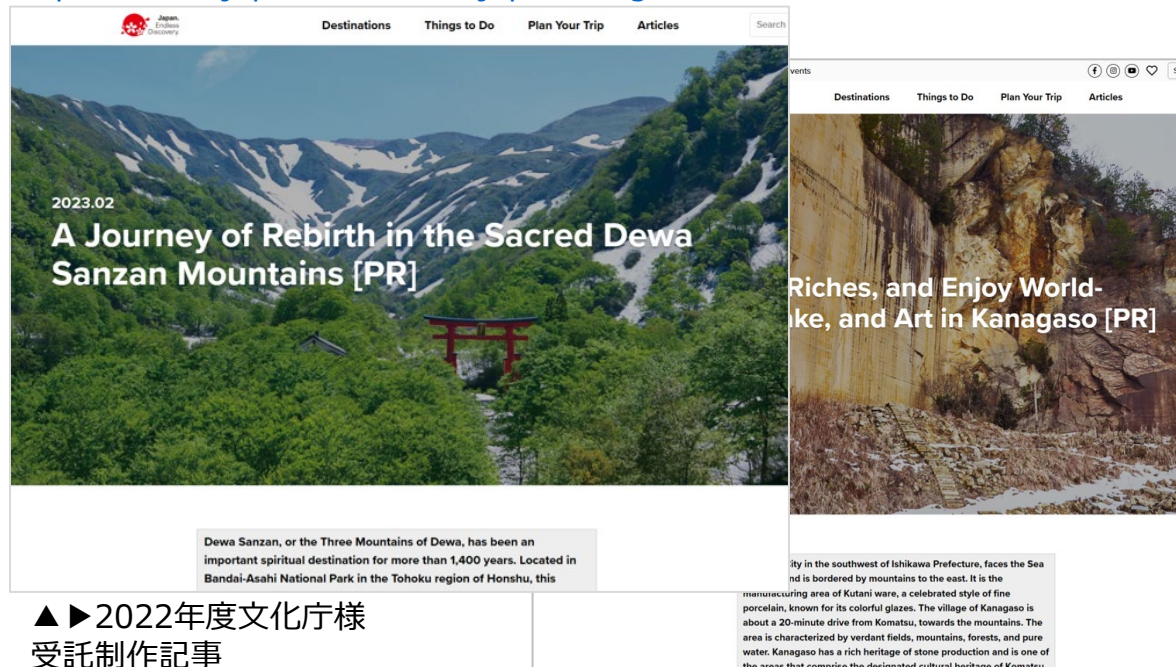 Japan.
Endless
Discovery.
Destinations
Things to Do
Plan Your Trip
Articles
Search
2023.02
A Journey of Rebirth in the Sacred Dewa
Sanzan Mountains [PR]
Dewa Sanzan, or the Three Mountains of Dewa, has been an
important spiritual destination for more than 1,400 years. Located in
Bandai-Asahi National Park in the Tohoku region of Honshu, this
▲▶2022年度文化庁様
受託制作記事
Destinations
Things to Do
Plan Your Trip
Articles
Riches, and Enjoy World-
and Art in Kanagaso [PR]
in the southwest of Ishikawa Prefecture, faces the Sea
is bordered by mountains to the east. It is the
manufacturing area of Kutani ware, a celebrated style of fine
porcelain, known for its colorful glazes. The village of Kanagaso is
about a 20-minute drive from Komatsu, towards the mountains. The
area is characterized by verdant fields, mountains, forests, and pure
water. Kanagaso has a rich heritage of stone production and is one of
the areas that comprise the designated cultural heritage of Komatsu